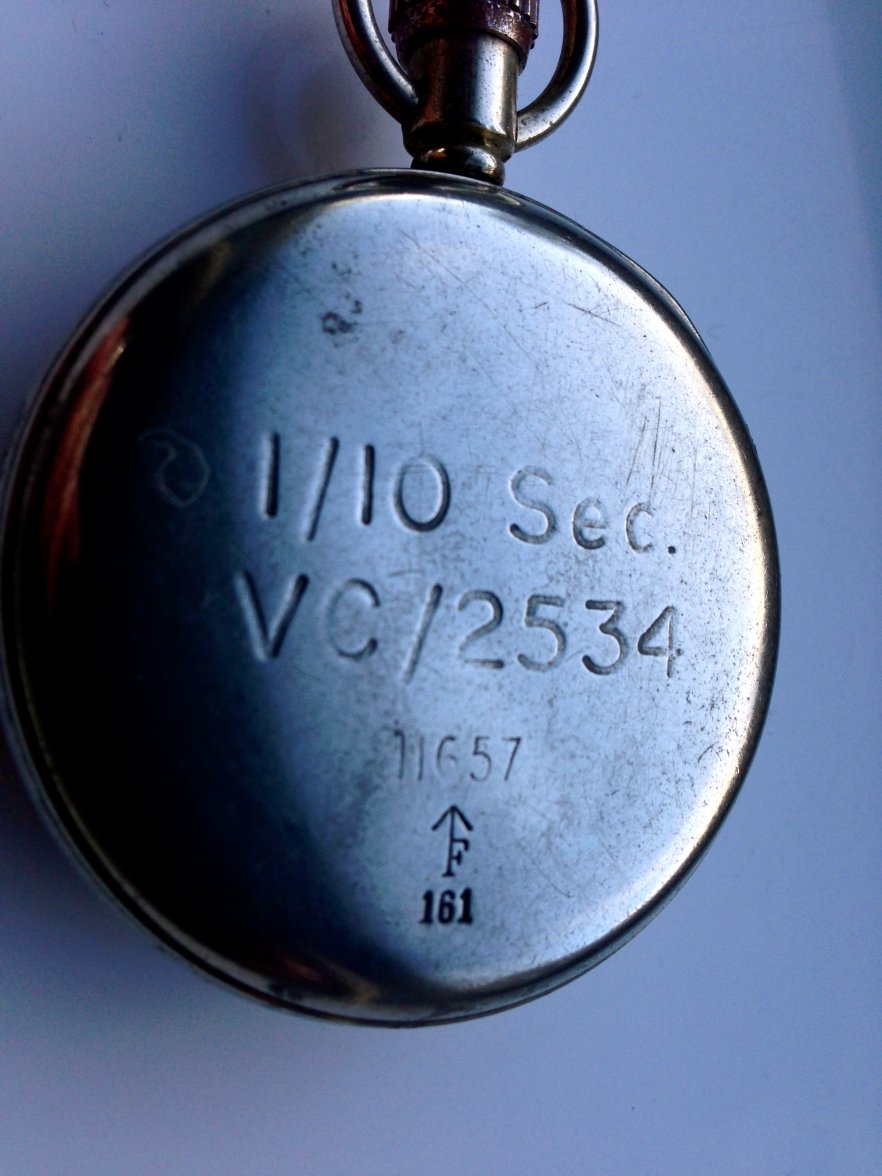 1/10 Sec.
VC/2534
11657
↑
F
161